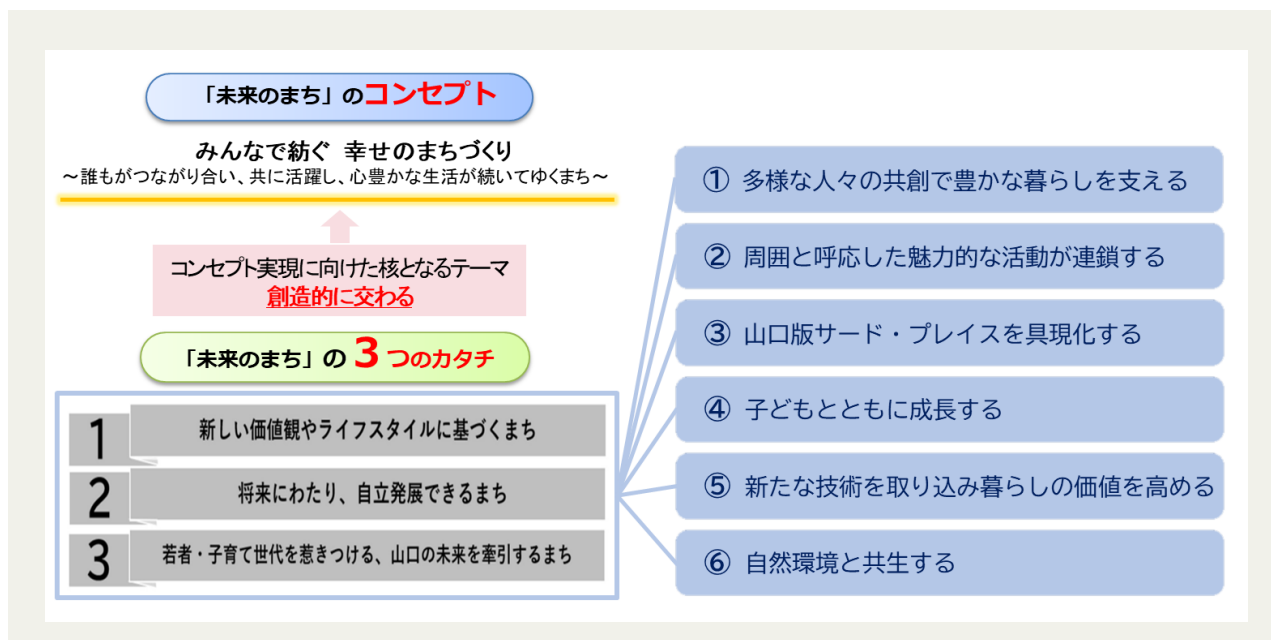 「未来のまち」のコンセプト
みんなで紡ぐ 幸せのまちづくり
～誰もがつながり合い、共に活躍し、心豊かな生活が続いてゆくまち～
コンセプト実現に向けた核となるテーマ
創造的に交わる
「未来のまち」の3つのカタチ
1 新しい価値観やライフスタイルに基づくまち
2 将来にわたり、自立発展できるまち
3 若者・子育て世代を惹きつける、山口の未来を牽引するまち
① 多様な人々の共創で豊かな暮らしを支える
② 周囲と呼応した魅力的な活動が連鎖する
③ 山口版サード・プレイスを具現化する
④ 子どもとともに成長する
⑤ 新たな技術を取り込み暮らしの価値を高める
⑥ 自然環境と共生する